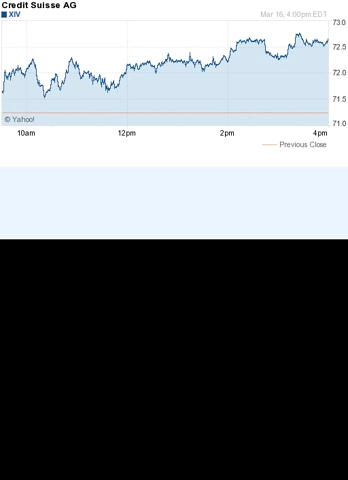 Credit Suisse AG
XIV Mar 16, 4:00pm EDT
73.0
72.5
72.0
71.5
71.0
© Yahoo!
10am 12pm 2pm 4pm
Previous Close